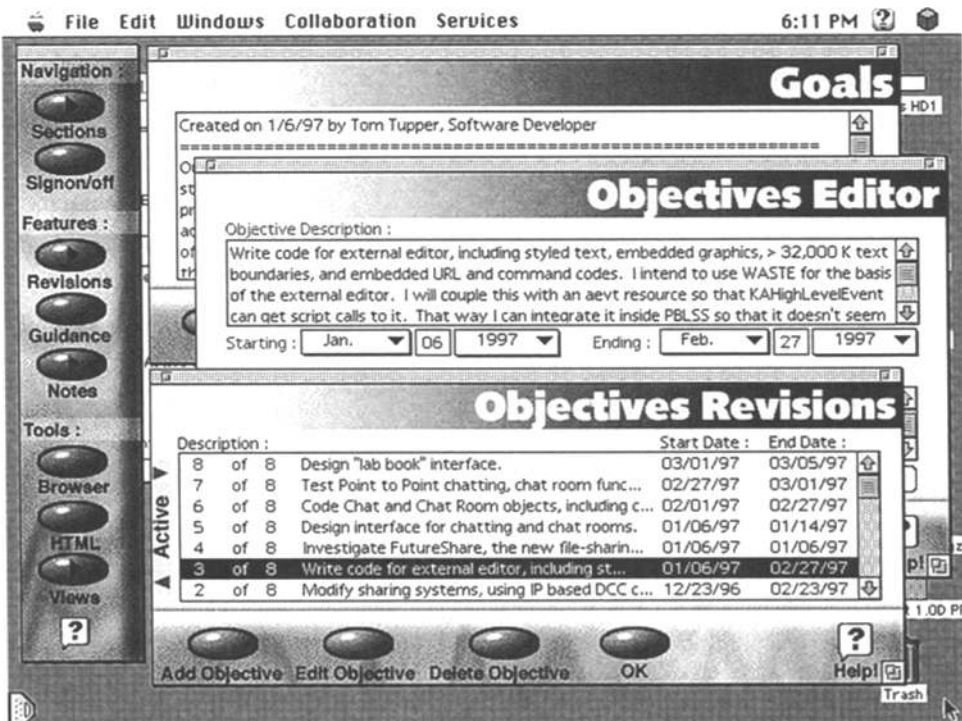 File Edit Windows Collaboration Services 6:11 PM
Navigation :
Sections
Signon/off
Features :
Revisions
Guidance
Notes
Tools :
Browser
HTML
Views
?
Goals
HD1
Created on 1/6/97 by Tom Tupper, Software Developer
==================================================================
st
pr
of
th
Objectives Editor
Objective Description :
Write code for external editor, including styled text, embedded graphics, > 32,000 K text
boundaries, and embedded URL and command codes. I intend to use WASTE for the basis
of the external editor. I will couple this with an aevt resource so that KAHighLevelEvent
can get script calls to it. That way I can integrate it inside PBLSS so that it doesn't seem
Starting : Jan. 06 1997 Ending : Feb. 27 1997
Objectives Revisions
Description : Start Date : End Date :
Active
8 of 8 Design "lab book" interface. 03/01/97 03/05/97
7 of 8 Test Point to Point chatting, chat room func... 02/27/97 03/01/97
6 of 8 Code Chat and Chat Room objects, including c... 02/01/97 02/27/97
5 of 8 Design interface for chatting and chat rooms. 01/06/97 01/14/97
4 of 8 Investigate FutureShare, the new file-sharin... 01/06/97 01/06/97
3 of 8 Write code for external editor, including st... 01/06/97 02/27/97
2 of 8 Modify sharing systems, using IP based DCC c... 12/23/96 02/23/97
Add Objective Edit Objective Delete Objective OK ? Help!
p!
1.0D P
Trash